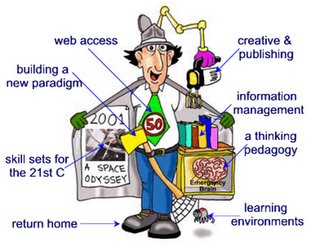 web access
creative &
publishing
building a
new paradigm
information
management
2001
50
a thinking
pedagogy
skill sets for
the 21st C
A SPACE
ODYSSEY
Emergency
Brain
learning
environments
return home